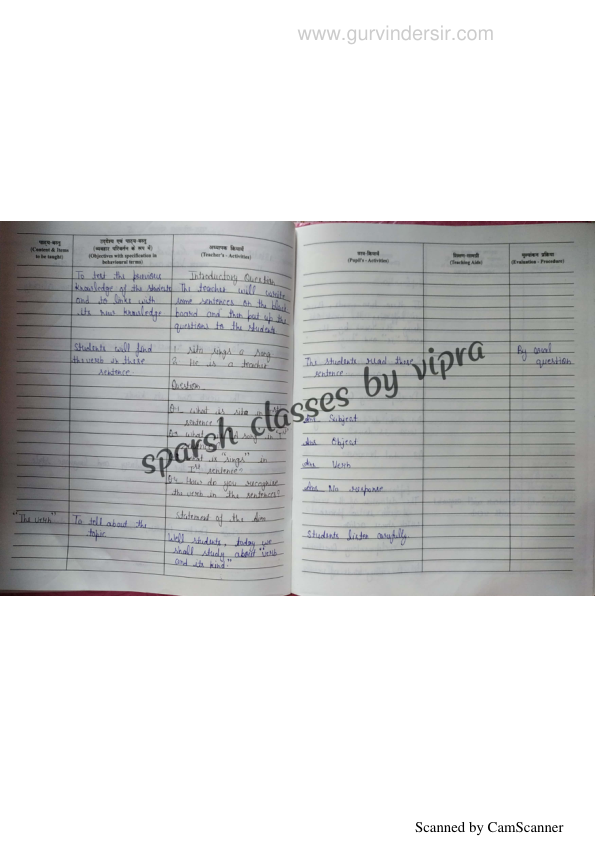 www.gurvindersir.com
पाठ्य-वस्तु
(Content & Items
to be taught)
उद्देश्य एवं पाठ्य-वस्तु
(व्यवहार परिवर्तन के रूप में)
(Objectives with specification in
behavioural terms)
अध्यापक क्रियायें
(Teacher's - Activities)
छात्र-क्रियायें
(Pupil's - Activities)
शिक्षण-सामग्री
(Teaching Aids)
मूल्यांकन प्रक्रिया
(Evaluation - Procedure)
To test the previous
knowledge of the students
and to links with
its new knowledge
Introductory Question
The teacher will write
some sentences on the black
board and then put up the
questions to the students
Students will find
the verb in these
sentence
1. sita sings a song
2. He is a teacher
Question
Q1. what is sita in
sentence
Q2. what song in Ist
is "sings" in
Ist sentence?
Q4. How do you recognise
the verb in the sentences?
The students read these
sentence
By oral
question
Ans. Subject
Ans Object
Ans Verb
Ans No response
"The verb"
To tell about the
topic
Statement of the Aim
Well students, today we
shall study about "verb
and its kind"
Students listen carefully.
sparsh classes by vipra
Scanned by CamScanner